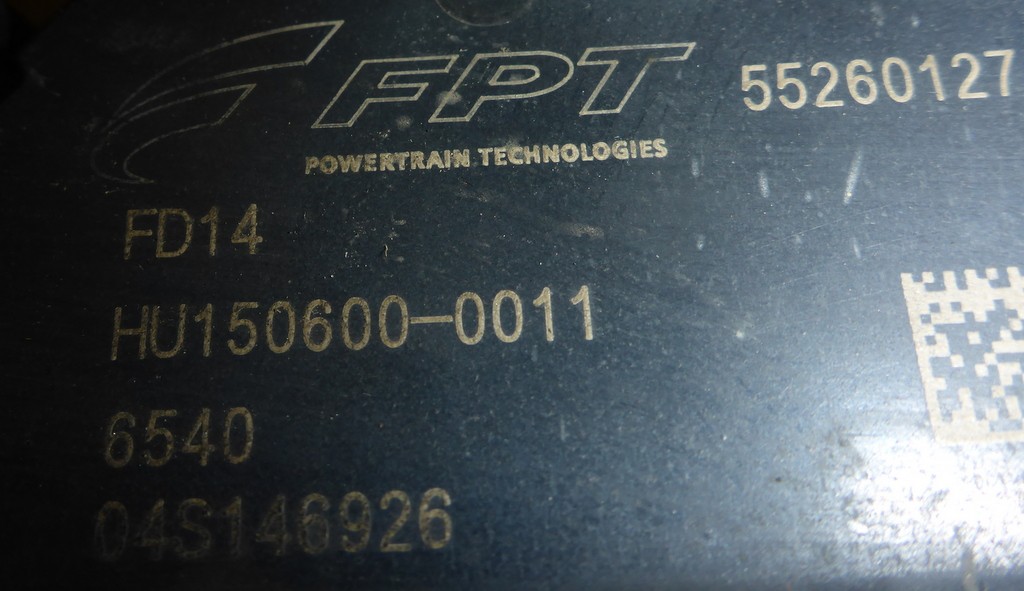 FPT 55260127
POWERTRAIN TECHNOLOGIES
FD14
HU150600-0011
6540
04S146926